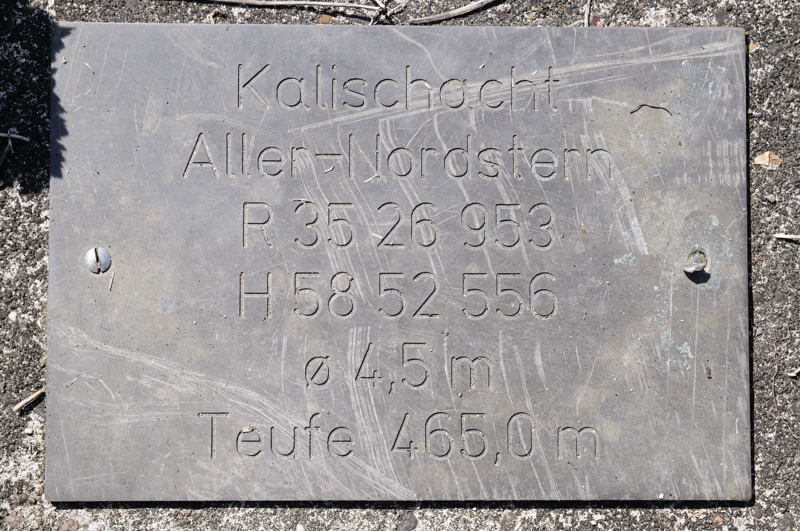 Kalischacht
Aller-Nordstern
R 35 26 953
H 58 52 556
ø 4,5 m
Teufe 465,0 m